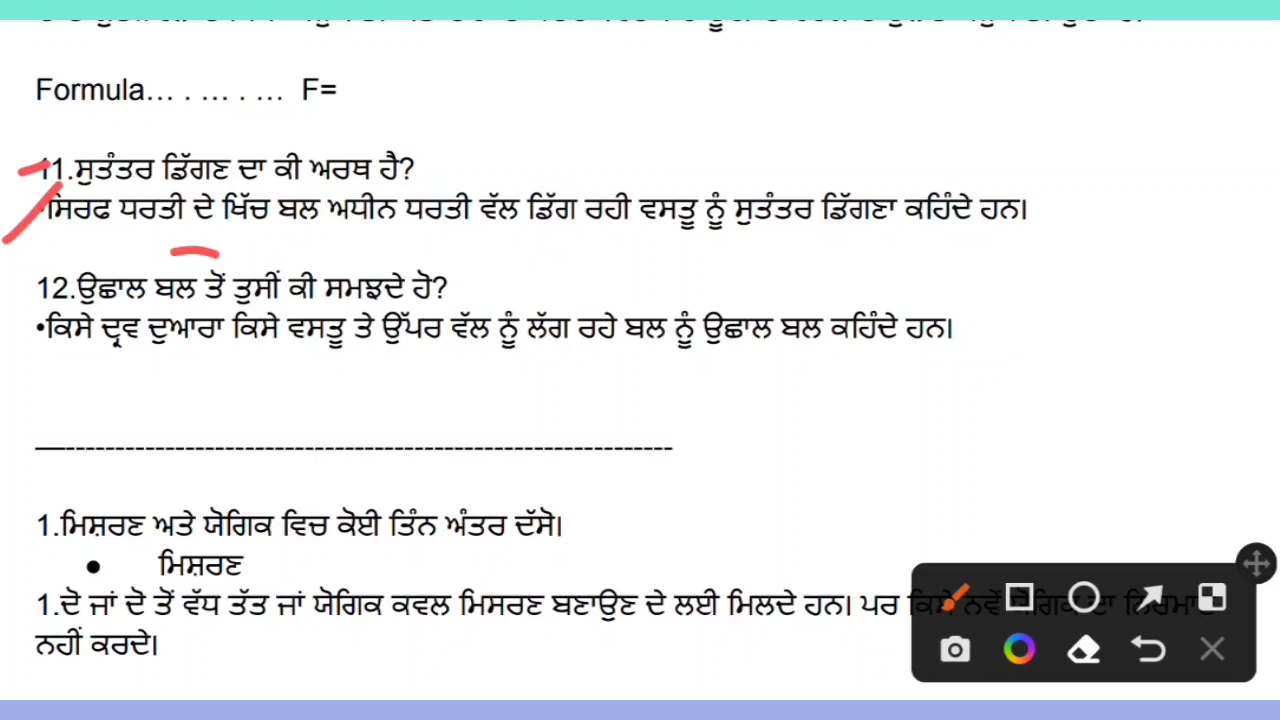 Formula... . ... . ... F=
11.ਸੁਤੰਤਰ ਡਿੱਗਣ ਦਾ ਕੀ ਅਰਥ ਹੈ?
•ਸਿਰਫ ਧਰਤੀ ਦੇ ਖਿੱਚ ਬਲ ਅਧੀਨ ਧਰਤੀ ਵੱਲ ਡਿੱਗ ਰਹੀ ਵਸਤੂ ਨੂੰ ਸੁਤੰਤਰ ਡਿੱਗਣਾ ਕਹਿੰਦੇ ਹਨ।
12.ਉਛਾਲ ਬਲ ਤੋਂ ਤੁਸੀਂ ਕੀ ਸਮਝਦੇ ਹੋ?
•ਕਿਸੇ ਦ੍ਰਵ ਦੁਆਰਾ ਕਿਸੇ ਵਸਤੂ ਤੇ ਉੱਪਰ ਵੱਲ ਨੂੰ ਲੱਗ ਰਹੇ ਬਲ ਨੂੰ ਉਛਾਲ ਬਲ ਕਹਿੰਦੇ ਹਨ।
1.ਮਿਸ਼ਰਣ ਅਤੇ ਯੋਗਿਕ ਵਿਚ ਕੋਈ ਤਿੰਨ ਅੰਤਰ ਦੱਸੋ।
● ਮਿਸ਼ਰਣ
1.ਦੋ ਜਾਂ ਦੋ ਤੋਂ ਵੱਧ ਤੱਤ ਜਾਂ ਯੋਗਿਕ ਕਵਲ ਮਿਸਰਣ ਬਣਾਉਣ ਦੇ ਲਈ ਮਿਲਦੇ ਹਨ। ਪਰ ਕਿਸੇ ਨਵੇਂ ਯੋਗਿਕ ਦਾ
ਨਹੀਂ ਕਰਦੇ।